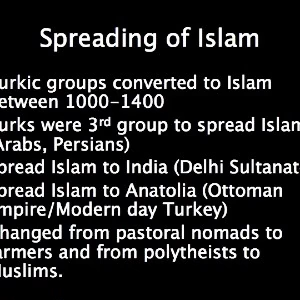 Spreading of Islam
urkic groups converted to Islam
etween 1000-1400
urks were 3rd group to spread Islam
Arabs, Persians)
pread Islam to India (Delhi Sultanat
pread Islam to Anatolia (Ottoman
mpire/Modern day Turkey)
hanged from pastoral nomads to
armers and from polytheists to
uslims.